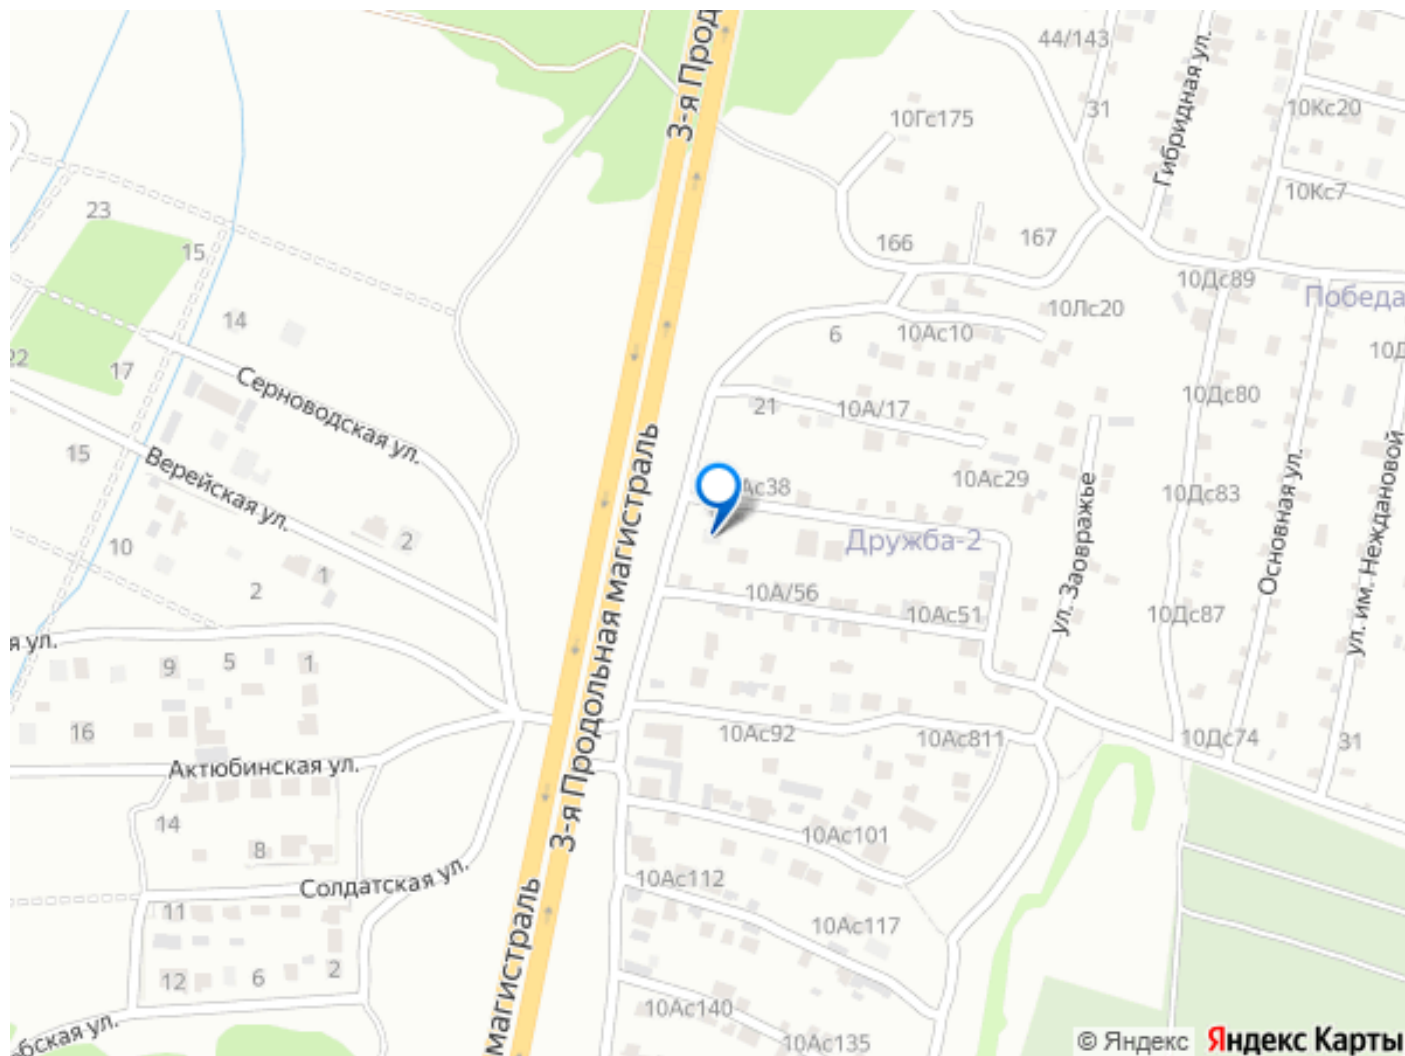 3-я Прод
44/143
31
Гибридная ул.
10Гс175
10Кс20
10Кс7
23
15
166
167
10Дс89
Победа
14
6
10Ас10
10Лс20
22
17
Серноводская ул.
21
10А/17
10Дс80
15
Верейская ул.
3-я Продольная магистраль
Ас38
10Ас29
10Дс83
Основная ул.
ул. им. Неждановой
ул. Заовражье
10
2
1
2
Дружба-2
10А/56
10Ас51
10Дс87
я ул.
9
5
1
16
10Ас92
10Ас811
10Дс74
31
Актюбинская ул.
14
8
10Ас101
Солдатская ул.
10Ас112
11
10Ас117
12
6
2
магистраль
10Ас140
10Ас135
бская ул.
© Яндекс Яндекс Карты